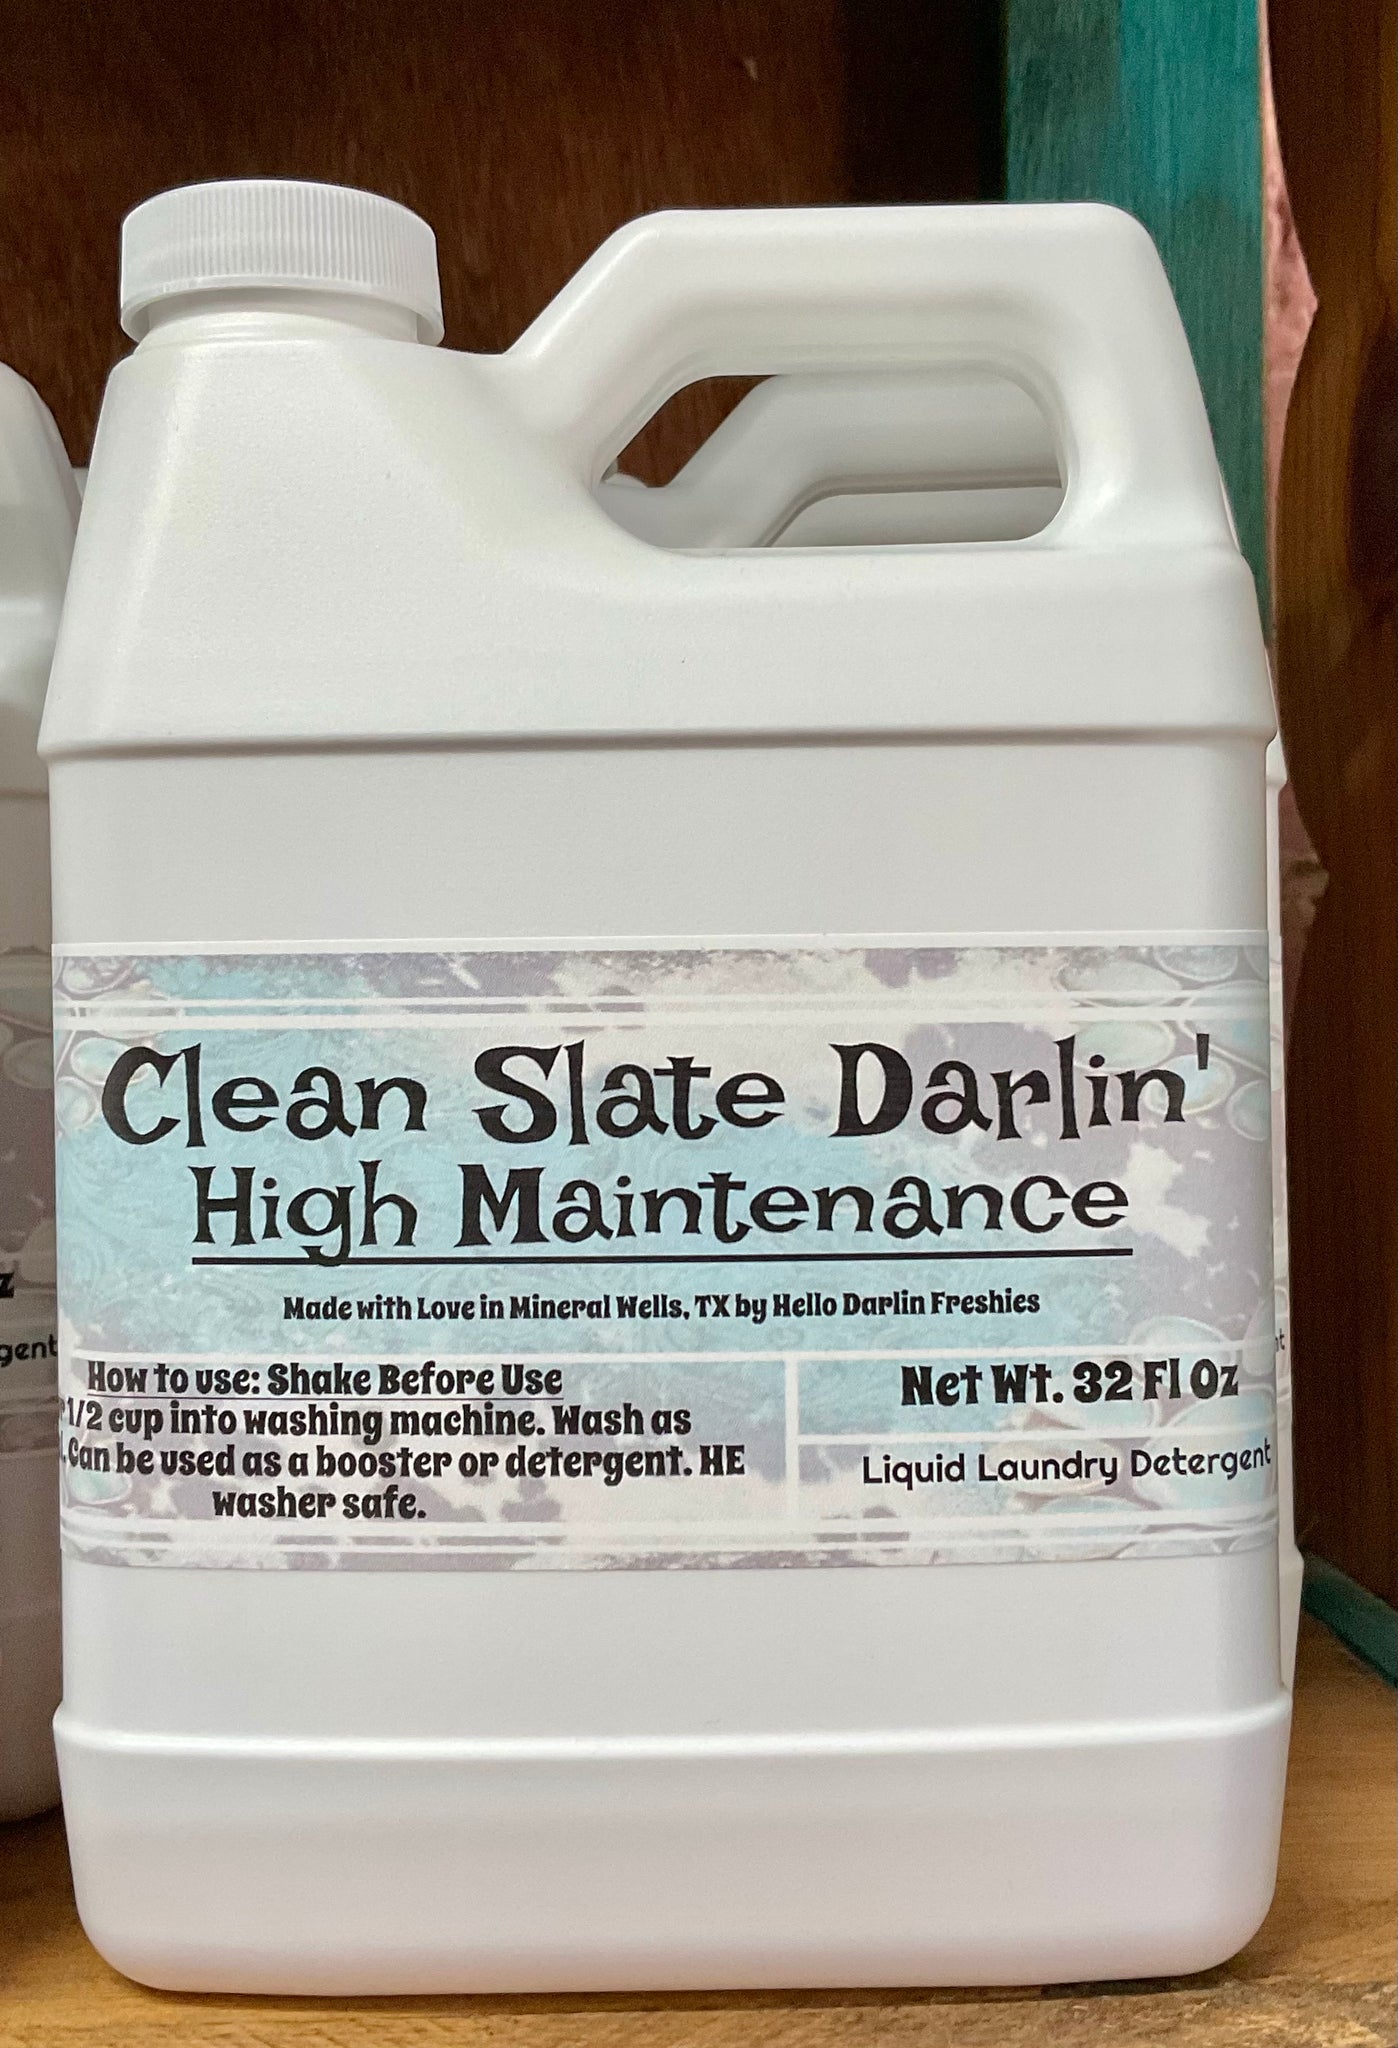 Clean Slate Darlin'
High Maintenance
Made with Love in Mineral Wells, TX by Hello Darlin Freshies
How to use: Shake Before Use
1/2 cup into washing machine. Wash as
Can be used as a booster or detergent. HE
washer safe.
Net Wt. 32 Fl Oz
Liquid Laundry Detergent